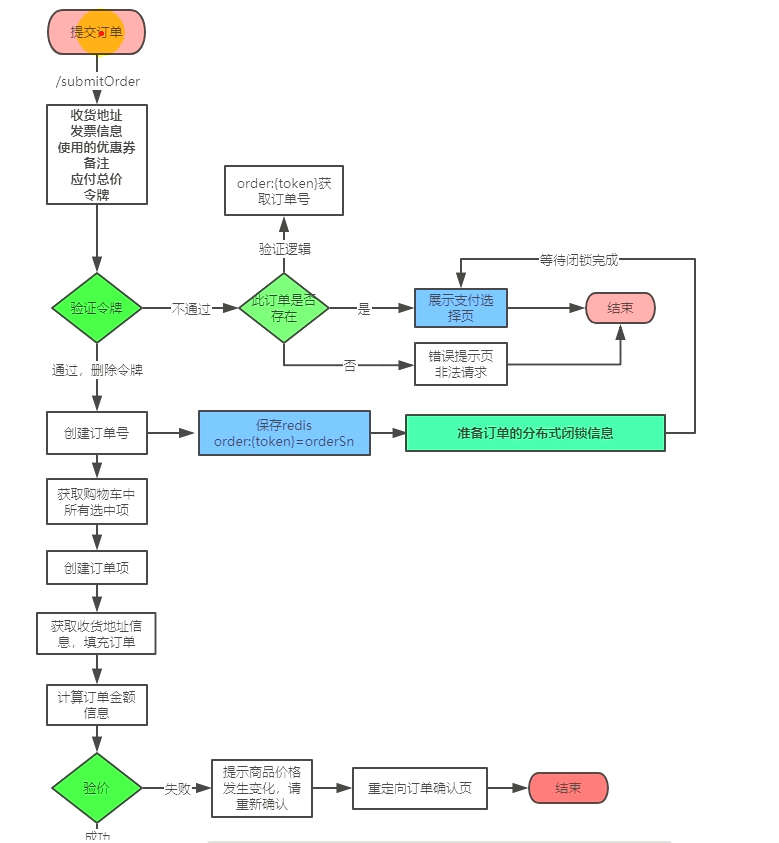 提交订单
/submitOrder
收货地址
发票信息
使用的优惠券
备注
应付总价
令牌
order:{token}获
取订单号
验证逻辑
等待闭锁完成
验证令牌
不通过
此订单是否
存在
是
展示支付选
择页
结束
否
错误提示页
非法请求
通过，删除令牌
创建订单号
保存redis
order:{token}=orderSn
准备订单的分布式闭锁信息
获取购物车中
所有选中项
创建订单项
获取收货地址信
息，填充订单
计算订单金额
信息
验价
失败
提示商品价格
发生变化，请
重新确认
重定向订单确认页
结束
成功